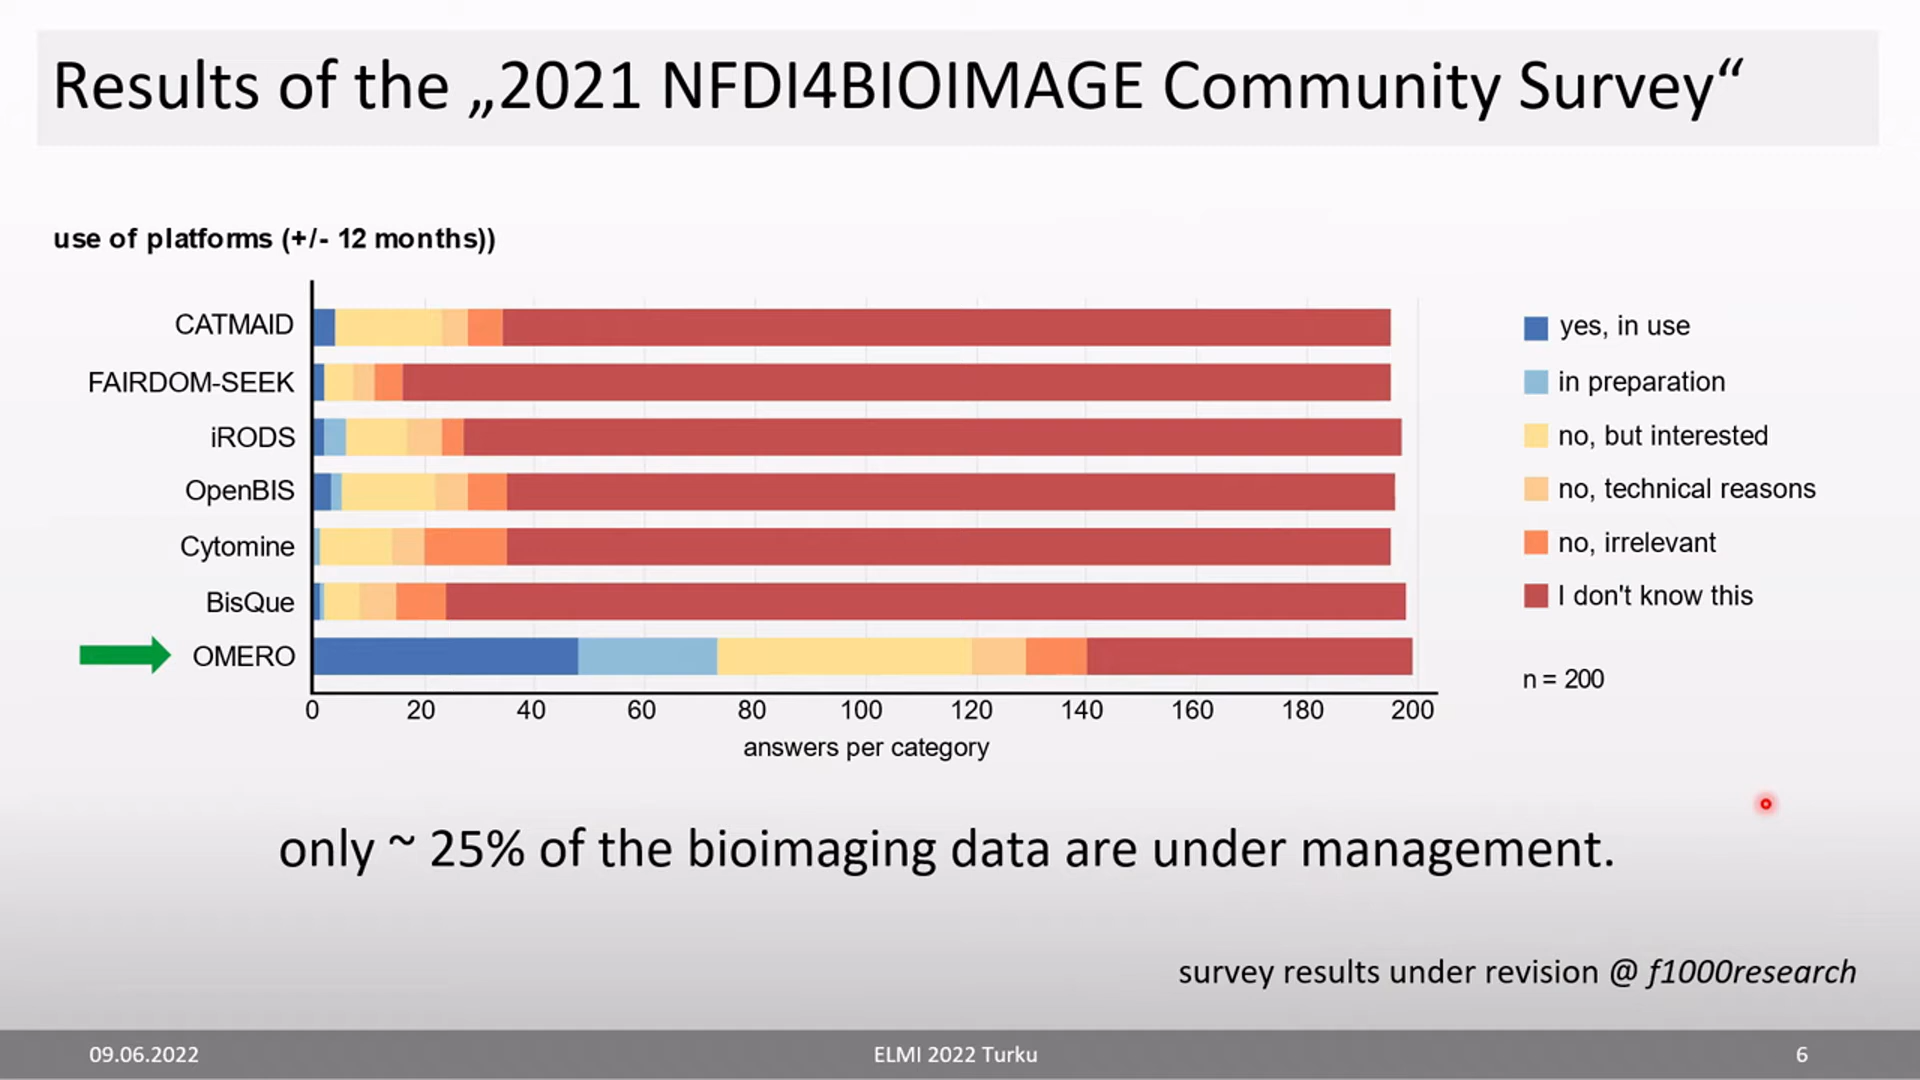 Results of the „2021 NFDI4BIOIMAGE Community Survey“
use of platforms (+/- 12 months))
CATMAID
FAIRDOM-SEEK
iRODS
OpenBIS
Cytomine
BisQue
OMERO
0 20 40 60 80 100 120 140 160 180 200
answers per category
yes, in use
in preparation
no, but interested
no, technical reasons
no, irrelevant
I don't know this
n = 200
only ~ 25% of the bioimaging data are under management.
survey results under revision @ f1000research
09.06.2022
ELMI 2022 Turku
6